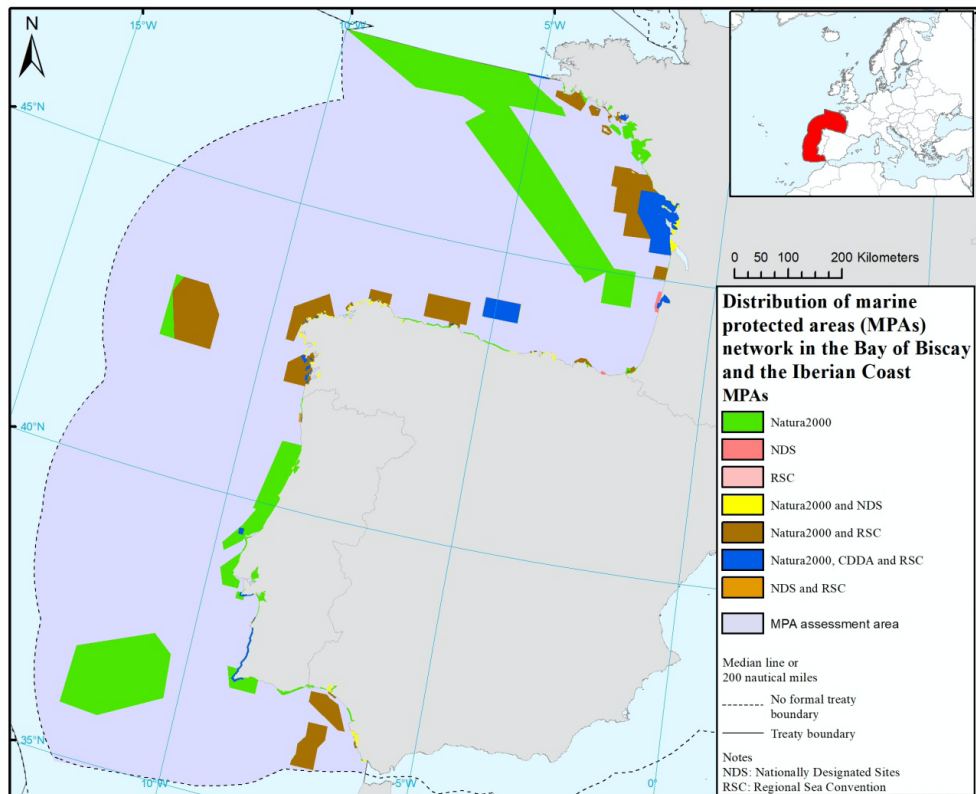 15°W
10°W
5°W
N
45°N
40°N
35°N
10°W
5°W
0°
0 50 100 200 Kilometers
Distribution of marine
protected areas (MPAs)
network in the Bay of Biscay
and the Iberian Coast
MPAs
Natura2000
NDS
RSC
Natura2000 and NDS
Natura2000 and RSC
Natura2000, CDDA and RSC
NDS and RSC
MPA assessment area
Median line or
200 nautical miles
No formal treaty
boundary
Treaty boundary
Notes
NDS: Nationally Designated Sites
RSC: Regional Sea Convention